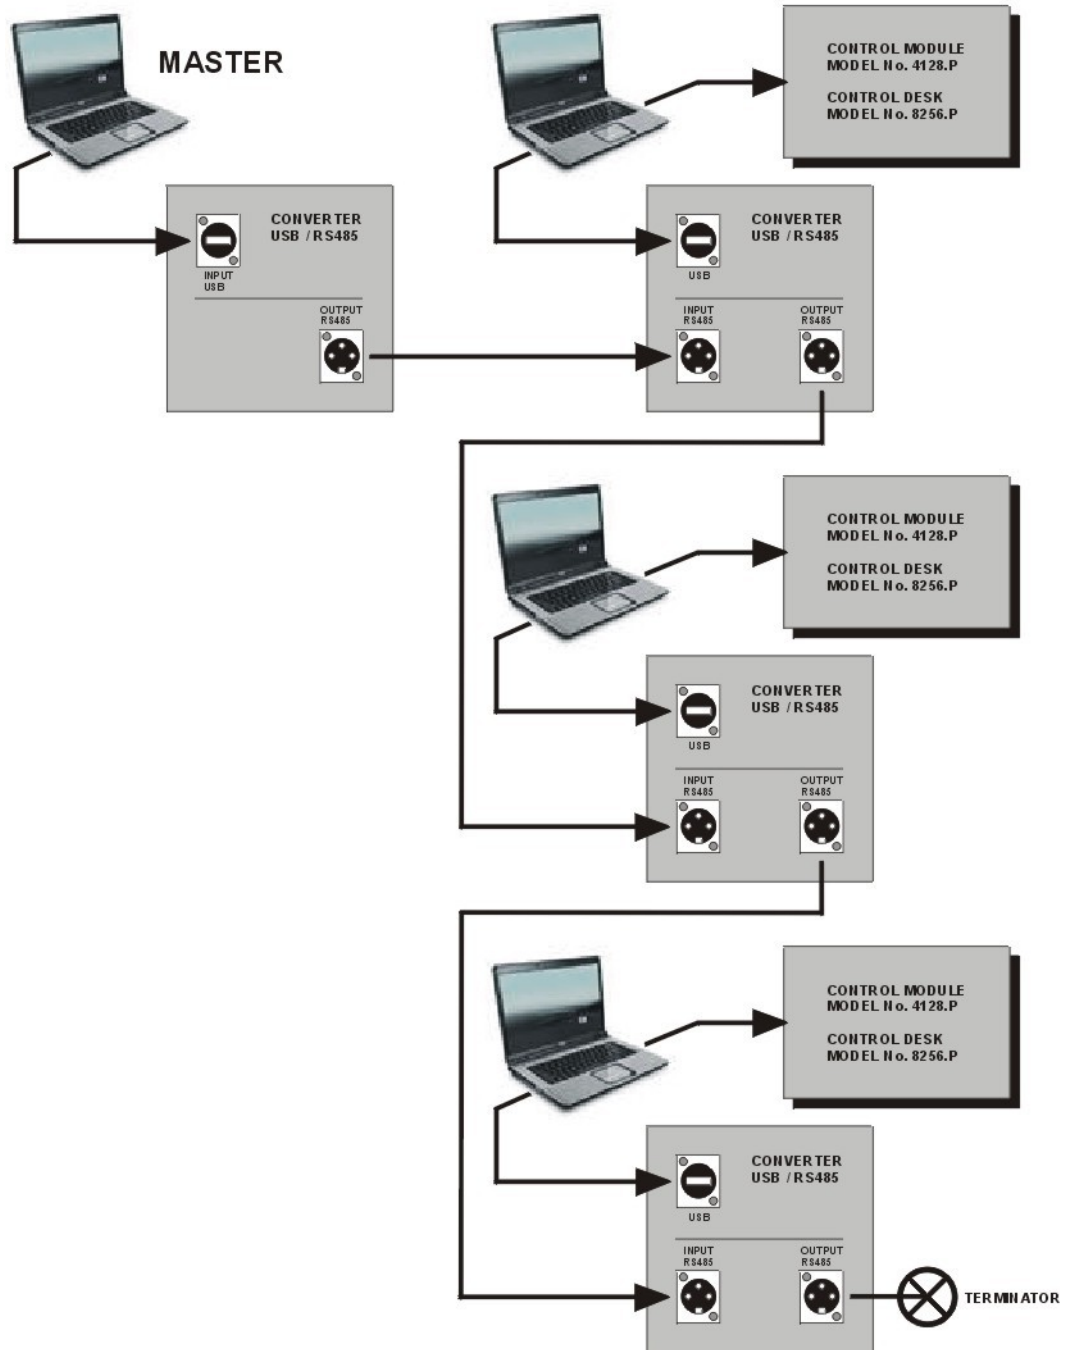 MASTER
CONTROL MODULE
MODEL No. 4128.P
CONTROL DESK
MODEL No. 8256.P
CONVERTER
USB / RS485
INPUT
USB
OUTPUT
RS485
CONVERTER
USB / RS485
USB
INPUT
RS485
OUTPUT
RS485
CONTROL MODULE
MODEL No. 4128.P
CONTROL DESK
MODEL No. 8256.P
CONVERTER
USB / RS485
USB
INPUT
RS485
OUTPUT
RS485
CONTROL MODULE
MODEL No. 4128.P
CONTROL DESK
MODEL No. 8256.P
CONVERTER
USB / RS485
USB
INPUT
RS485
OUTPUT
RS485
TERMINATOR